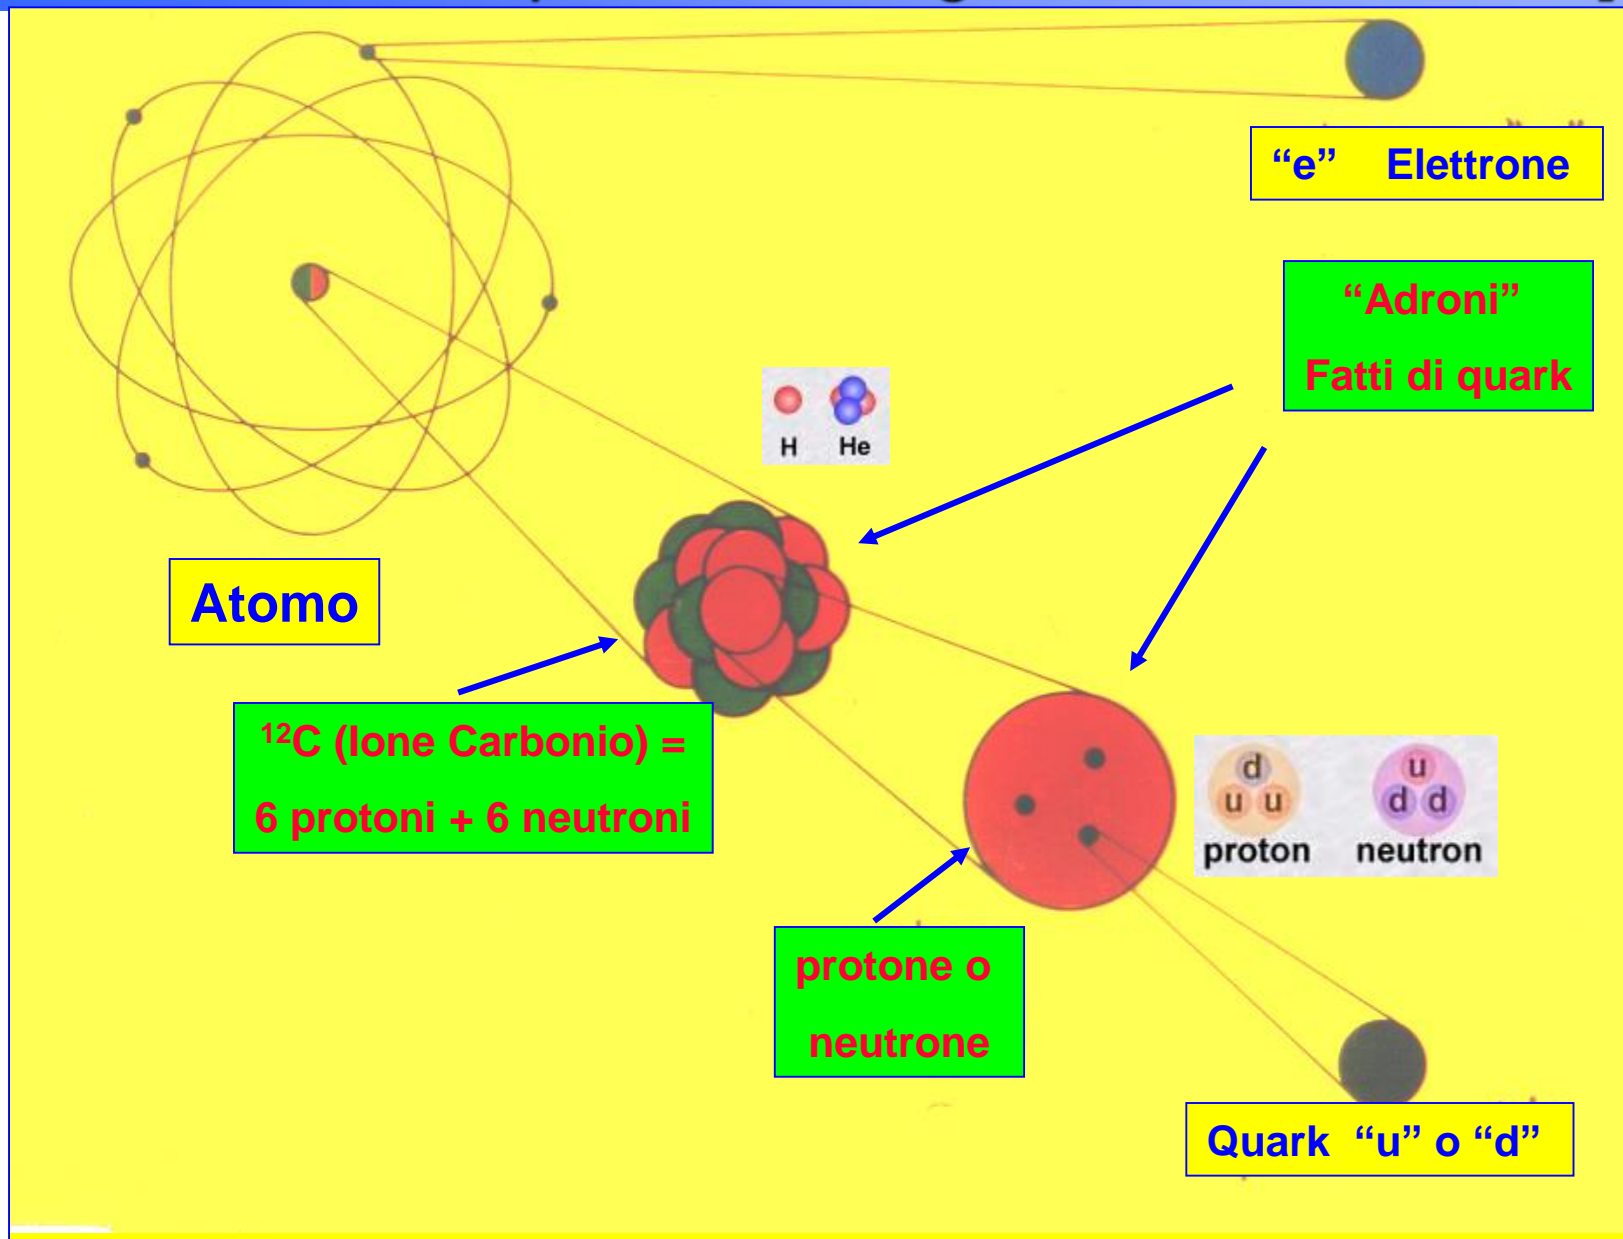 “e” Elettrone
“Adroni”
Fatti di quark
H He
Atomo
¹²C (Ione Carbonio) =
6 protoni + 6 neutroni
d
u u
proton
u
d d
neutron
protone o
neutrone
Quark “u” o “d”